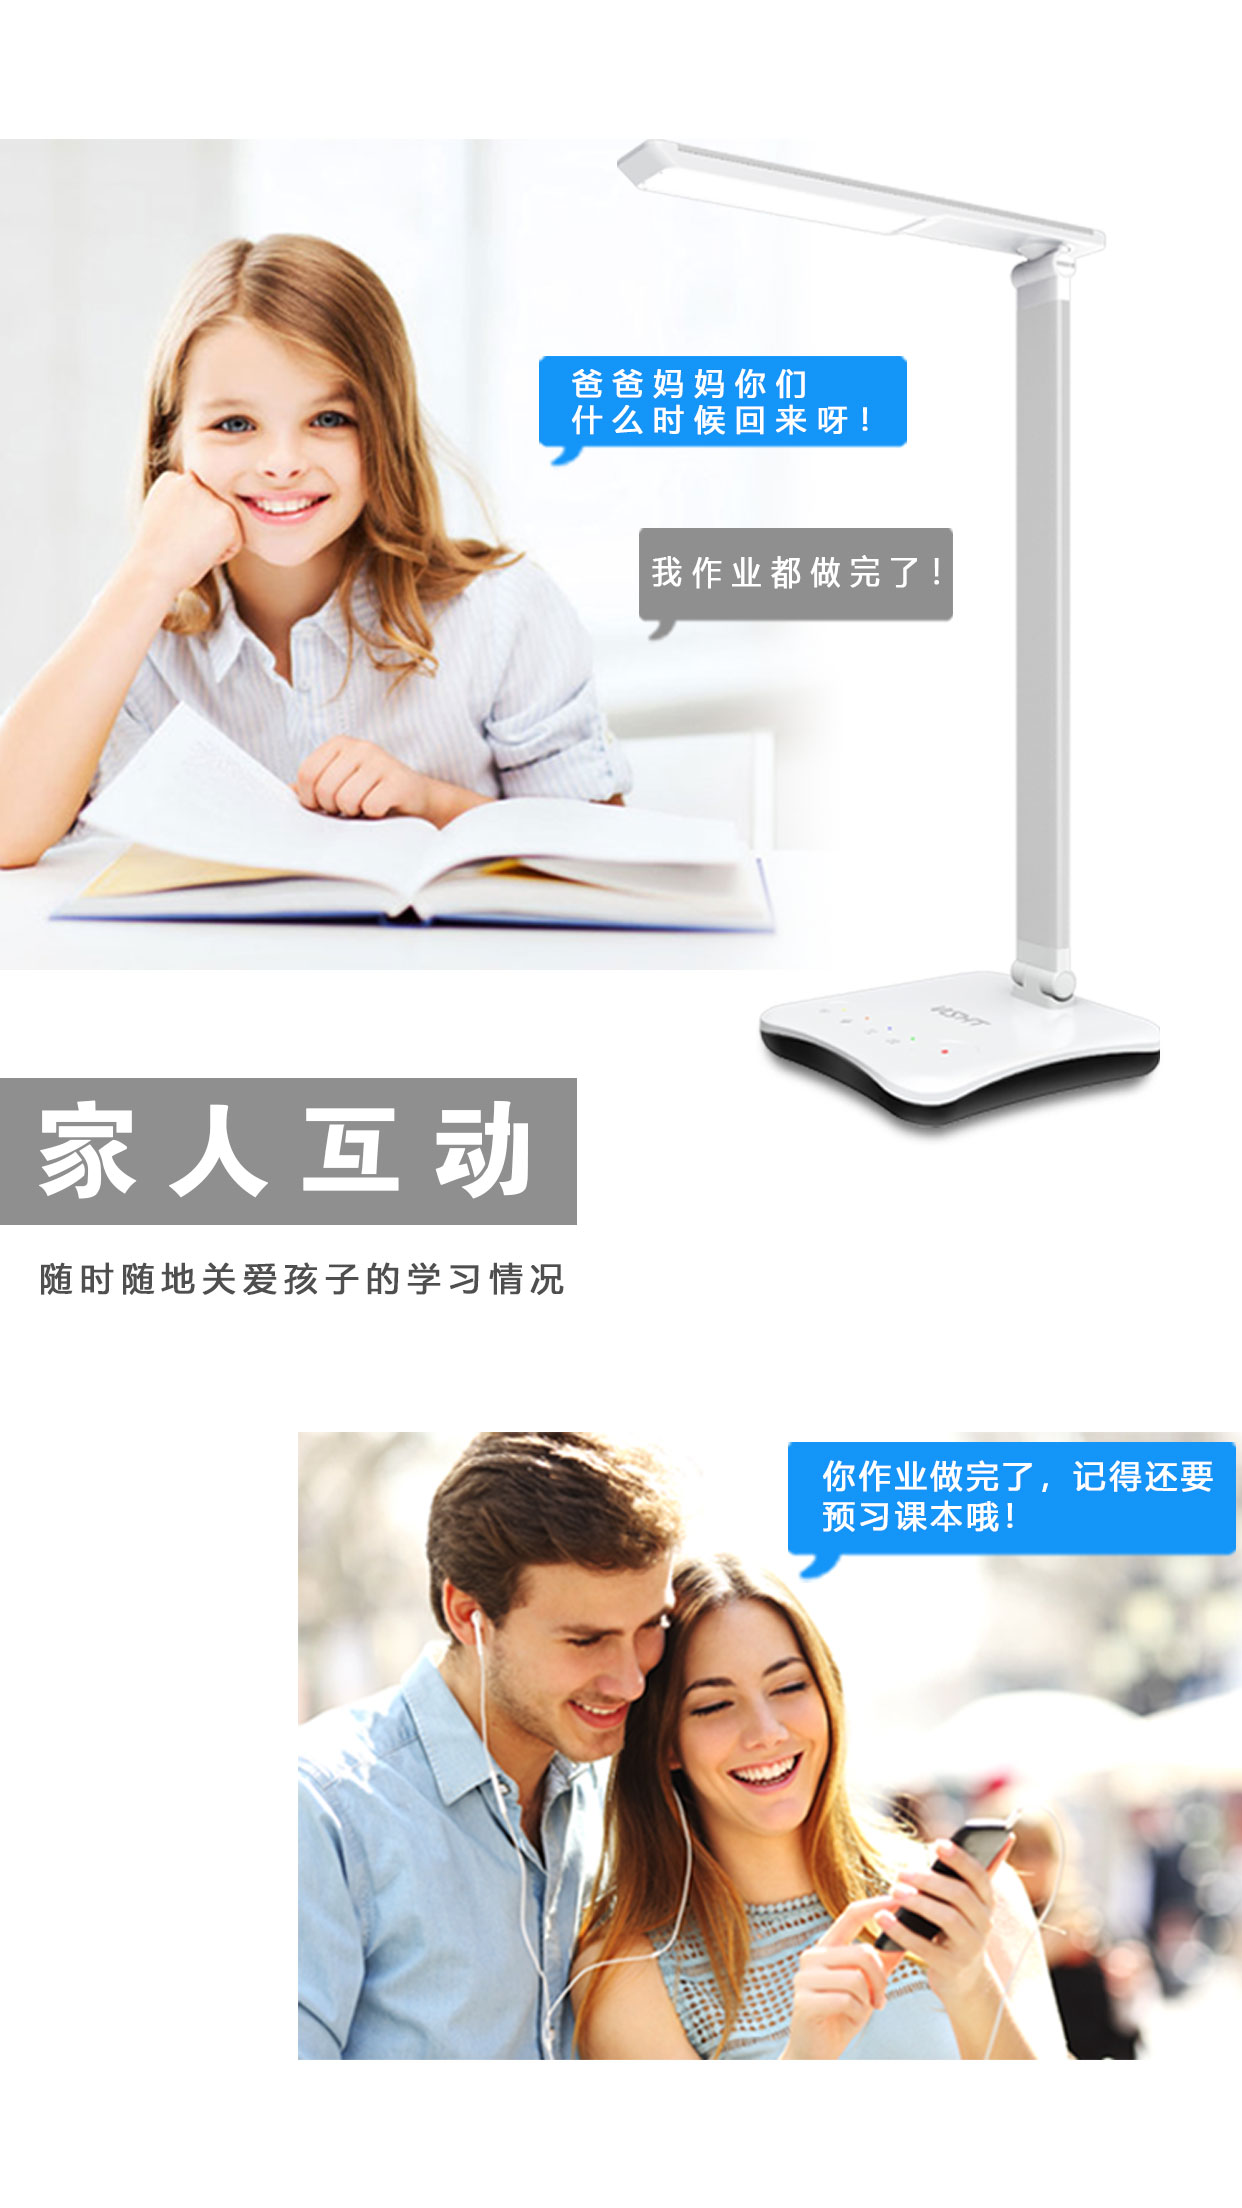 爸爸妈妈你们
什么时候回来呀！
我作业都做完了！
家人互动
随时随地关爱孩子的学习情况
你作业做完了，记得还要
预习课本哦！